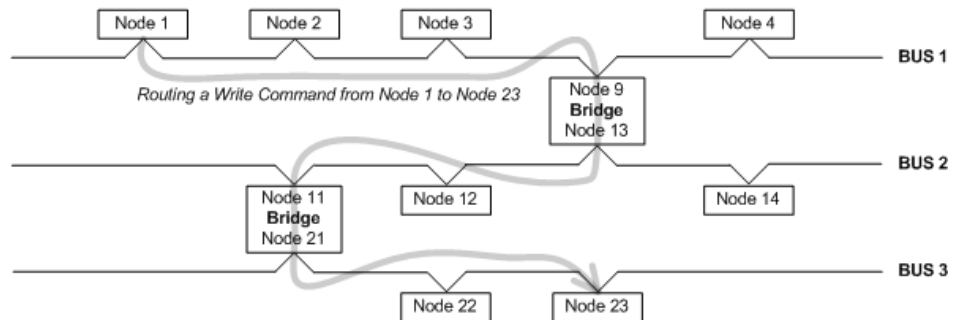 Node 1
Node 2
Node 3
Node 4
BUS 1
Routing a Write Command from Node 1 to Node 23
Node 9
Bridge
Node 13
BUS 2
Node 11
Bridge
Node 21
Node 12
Node 14
BUS 3
Node 22
Node 23